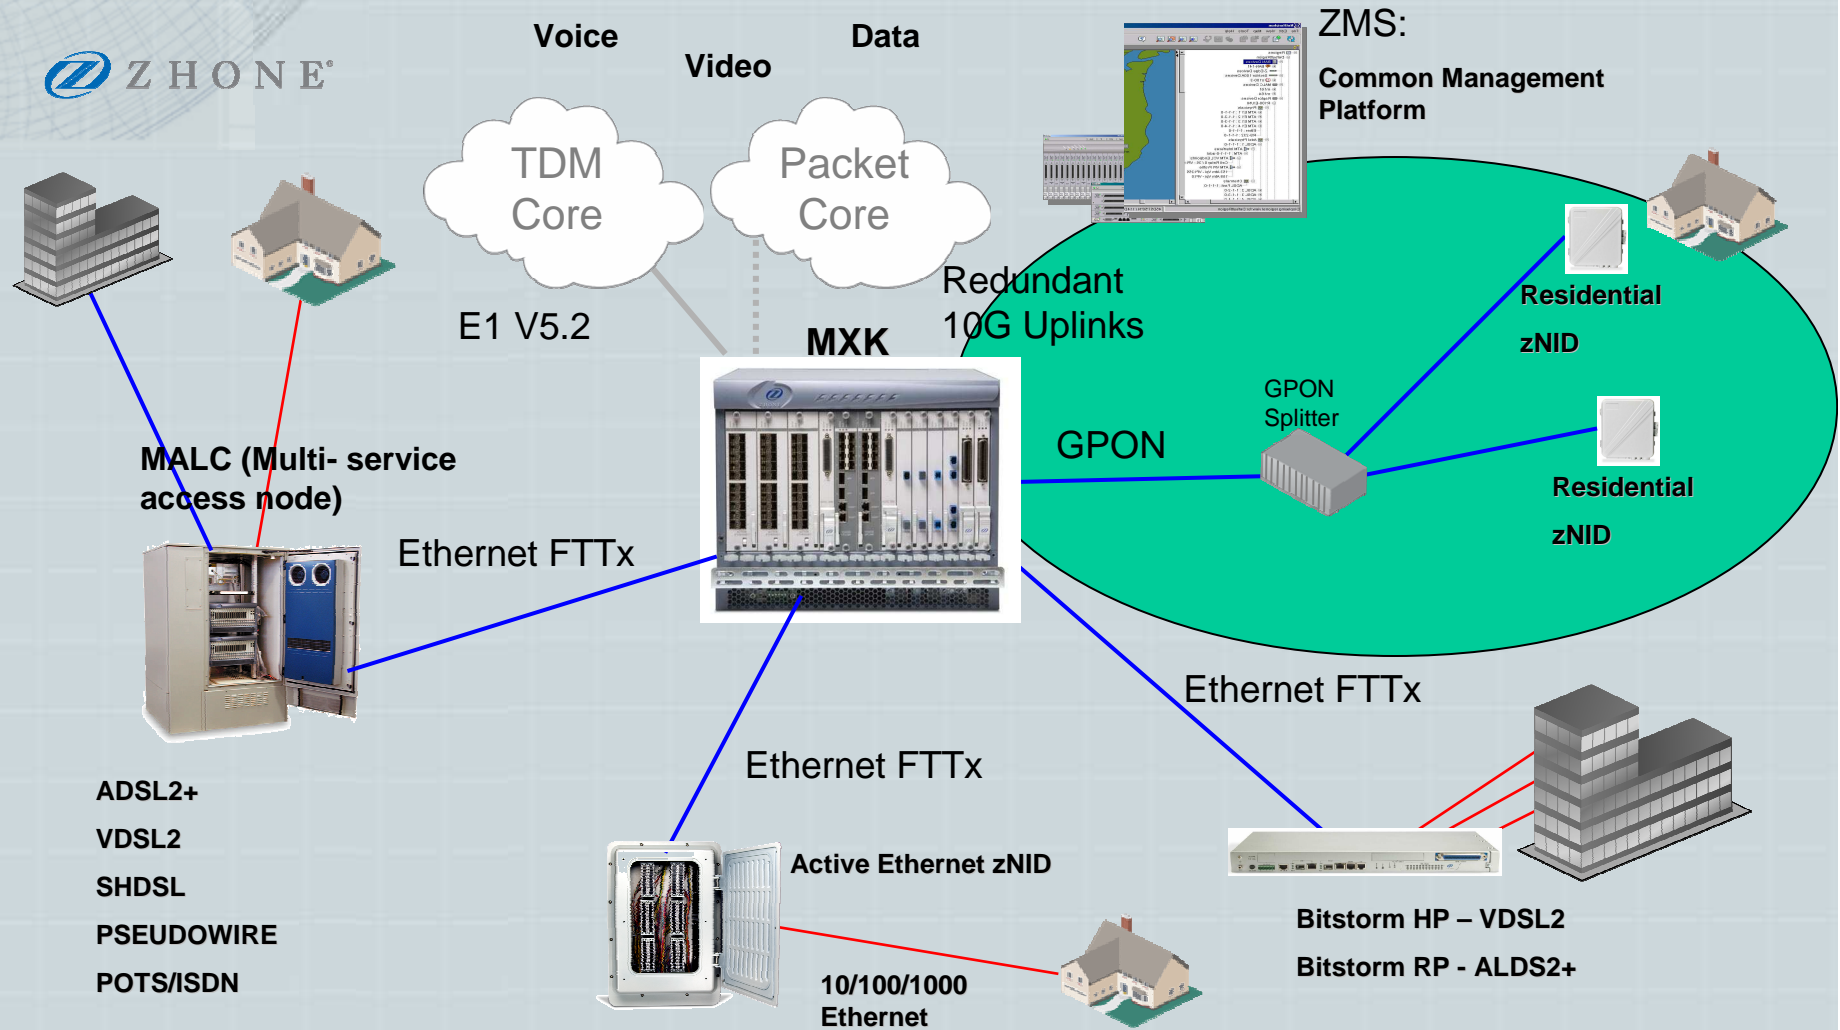 ZHONE
Voice
Video
Data
ZMS:
Common Management
Platform
TDM
Core
Packet
Core
E1 V5.2
Redundant
10G Uplinks
MXK
Residential
zNID
GPON
Splitter
GPON
Residential
zNID
MALC (Multi- service
access node)
Ethernet FTTx
Ethernet FTTx
Ethernet FTTx
ADSL2+
VDSL2
SHDSL
PSEUDOWIRE
POTS/ISDN
Active Ethernet zNID
10/100/1000
Ethernet
Bitstorm HP – VDSL2
Bitstorm RP - ALDS2+